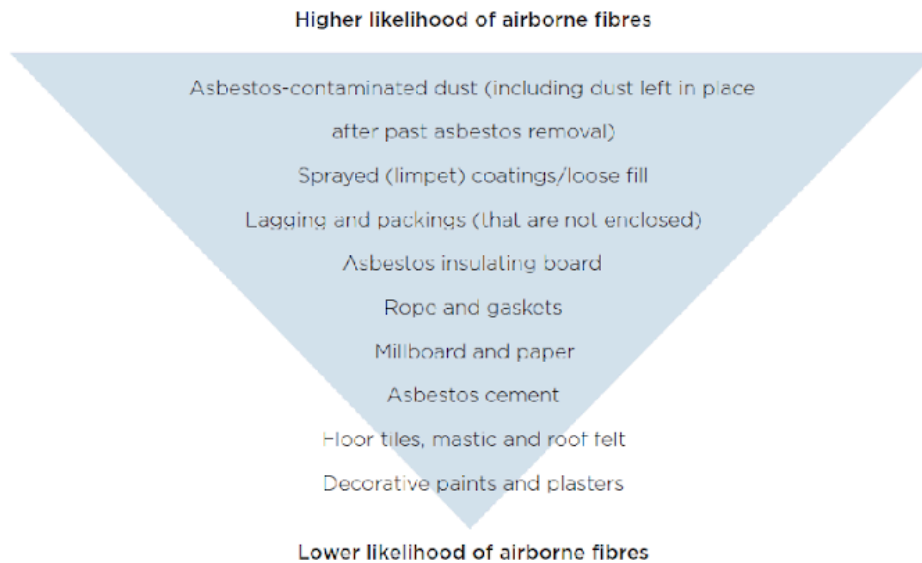 Higher likelihood of airborne fibres
Asbestos-contaminated dust (including dust left in place
after past asbestos removal)
Sprayed (limpet) coatings/loose fill
Lagging and packings (that are not enclosed)
Asbestos insulating board
Rope and gaskets
Millboard and paper
Asbestos cement
Floor tiles, mastic and roof felt
Decorative paints and plasters
Lower likelihood of airborne fibres